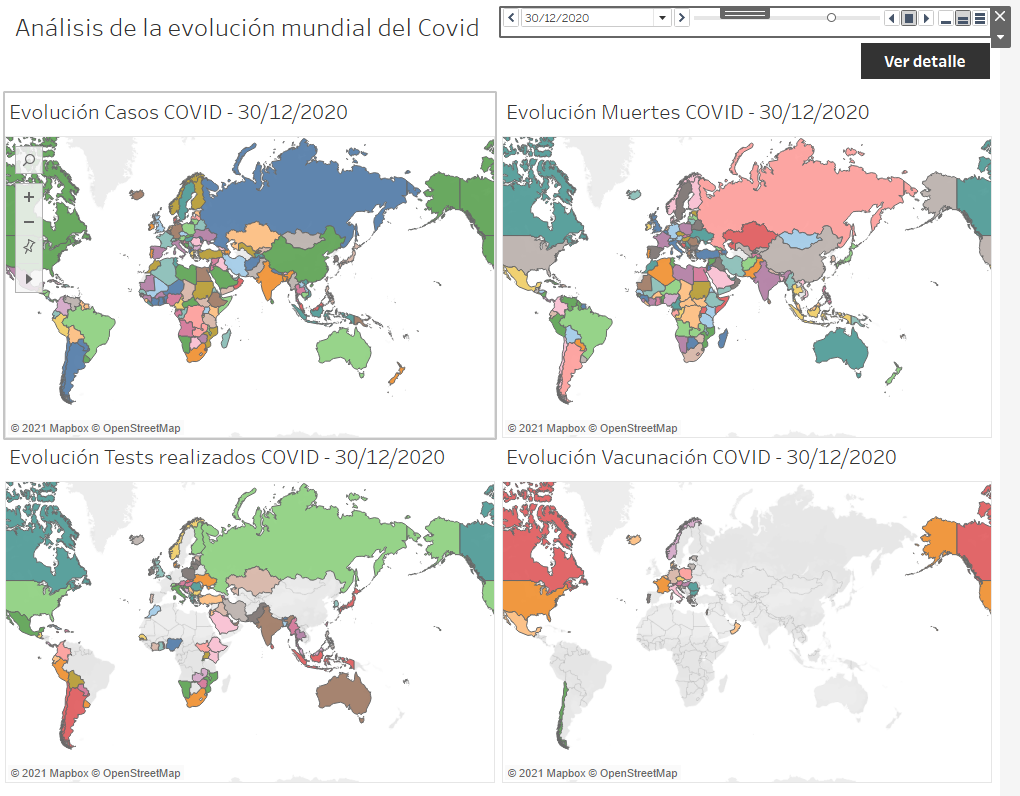 Análisis de la evolución mundial del Covid
30/12/2020
Ver detalle
Evolución Casos COVID - 30/12/2020
Evolución Muertes COVID - 30/12/2020
© 2021 Mapbox © OpenStreetMap
© 2021 Mapbox © OpenStreetMap
Evolución Tests realizados COVID - 30/12/2020
Evolución Vacunación COVID - 30/12/2020
© 2021 Mapbox © OpenStreetMap
© 2021 Mapbox © OpenStreetMap